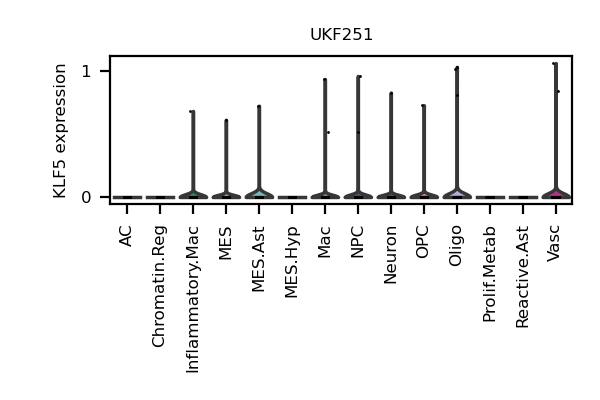 UKF251
KLF5 expression
1
0
AC
Chromatin.Reg
Inflammatory.Mac
MES
MES.Ast
MES.Hyp
Mac
NPC
Neuron
OPC
Oligo
Prolif.Metab
Reactive.Ast
Vasc